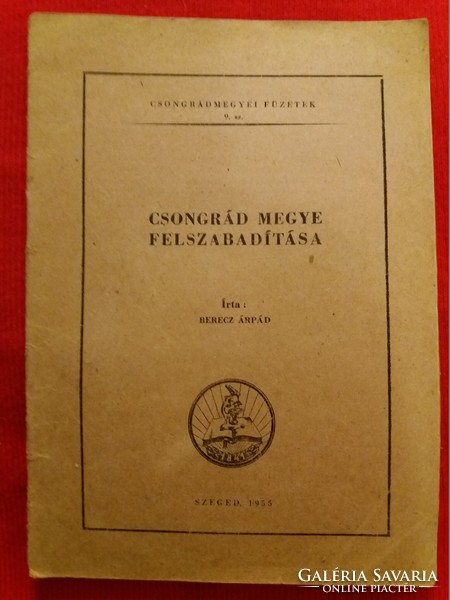 CSONGRÁDMEGYEI FÜZETEK
9. sz.
CSONGRÁD MEGYE
FELSZABADÍTÁSA
Írta:
BERECZ ÁRPÁD
SZEGED, 1955
GALÉRIA SAVARIA
ONLINE PIACTÉR